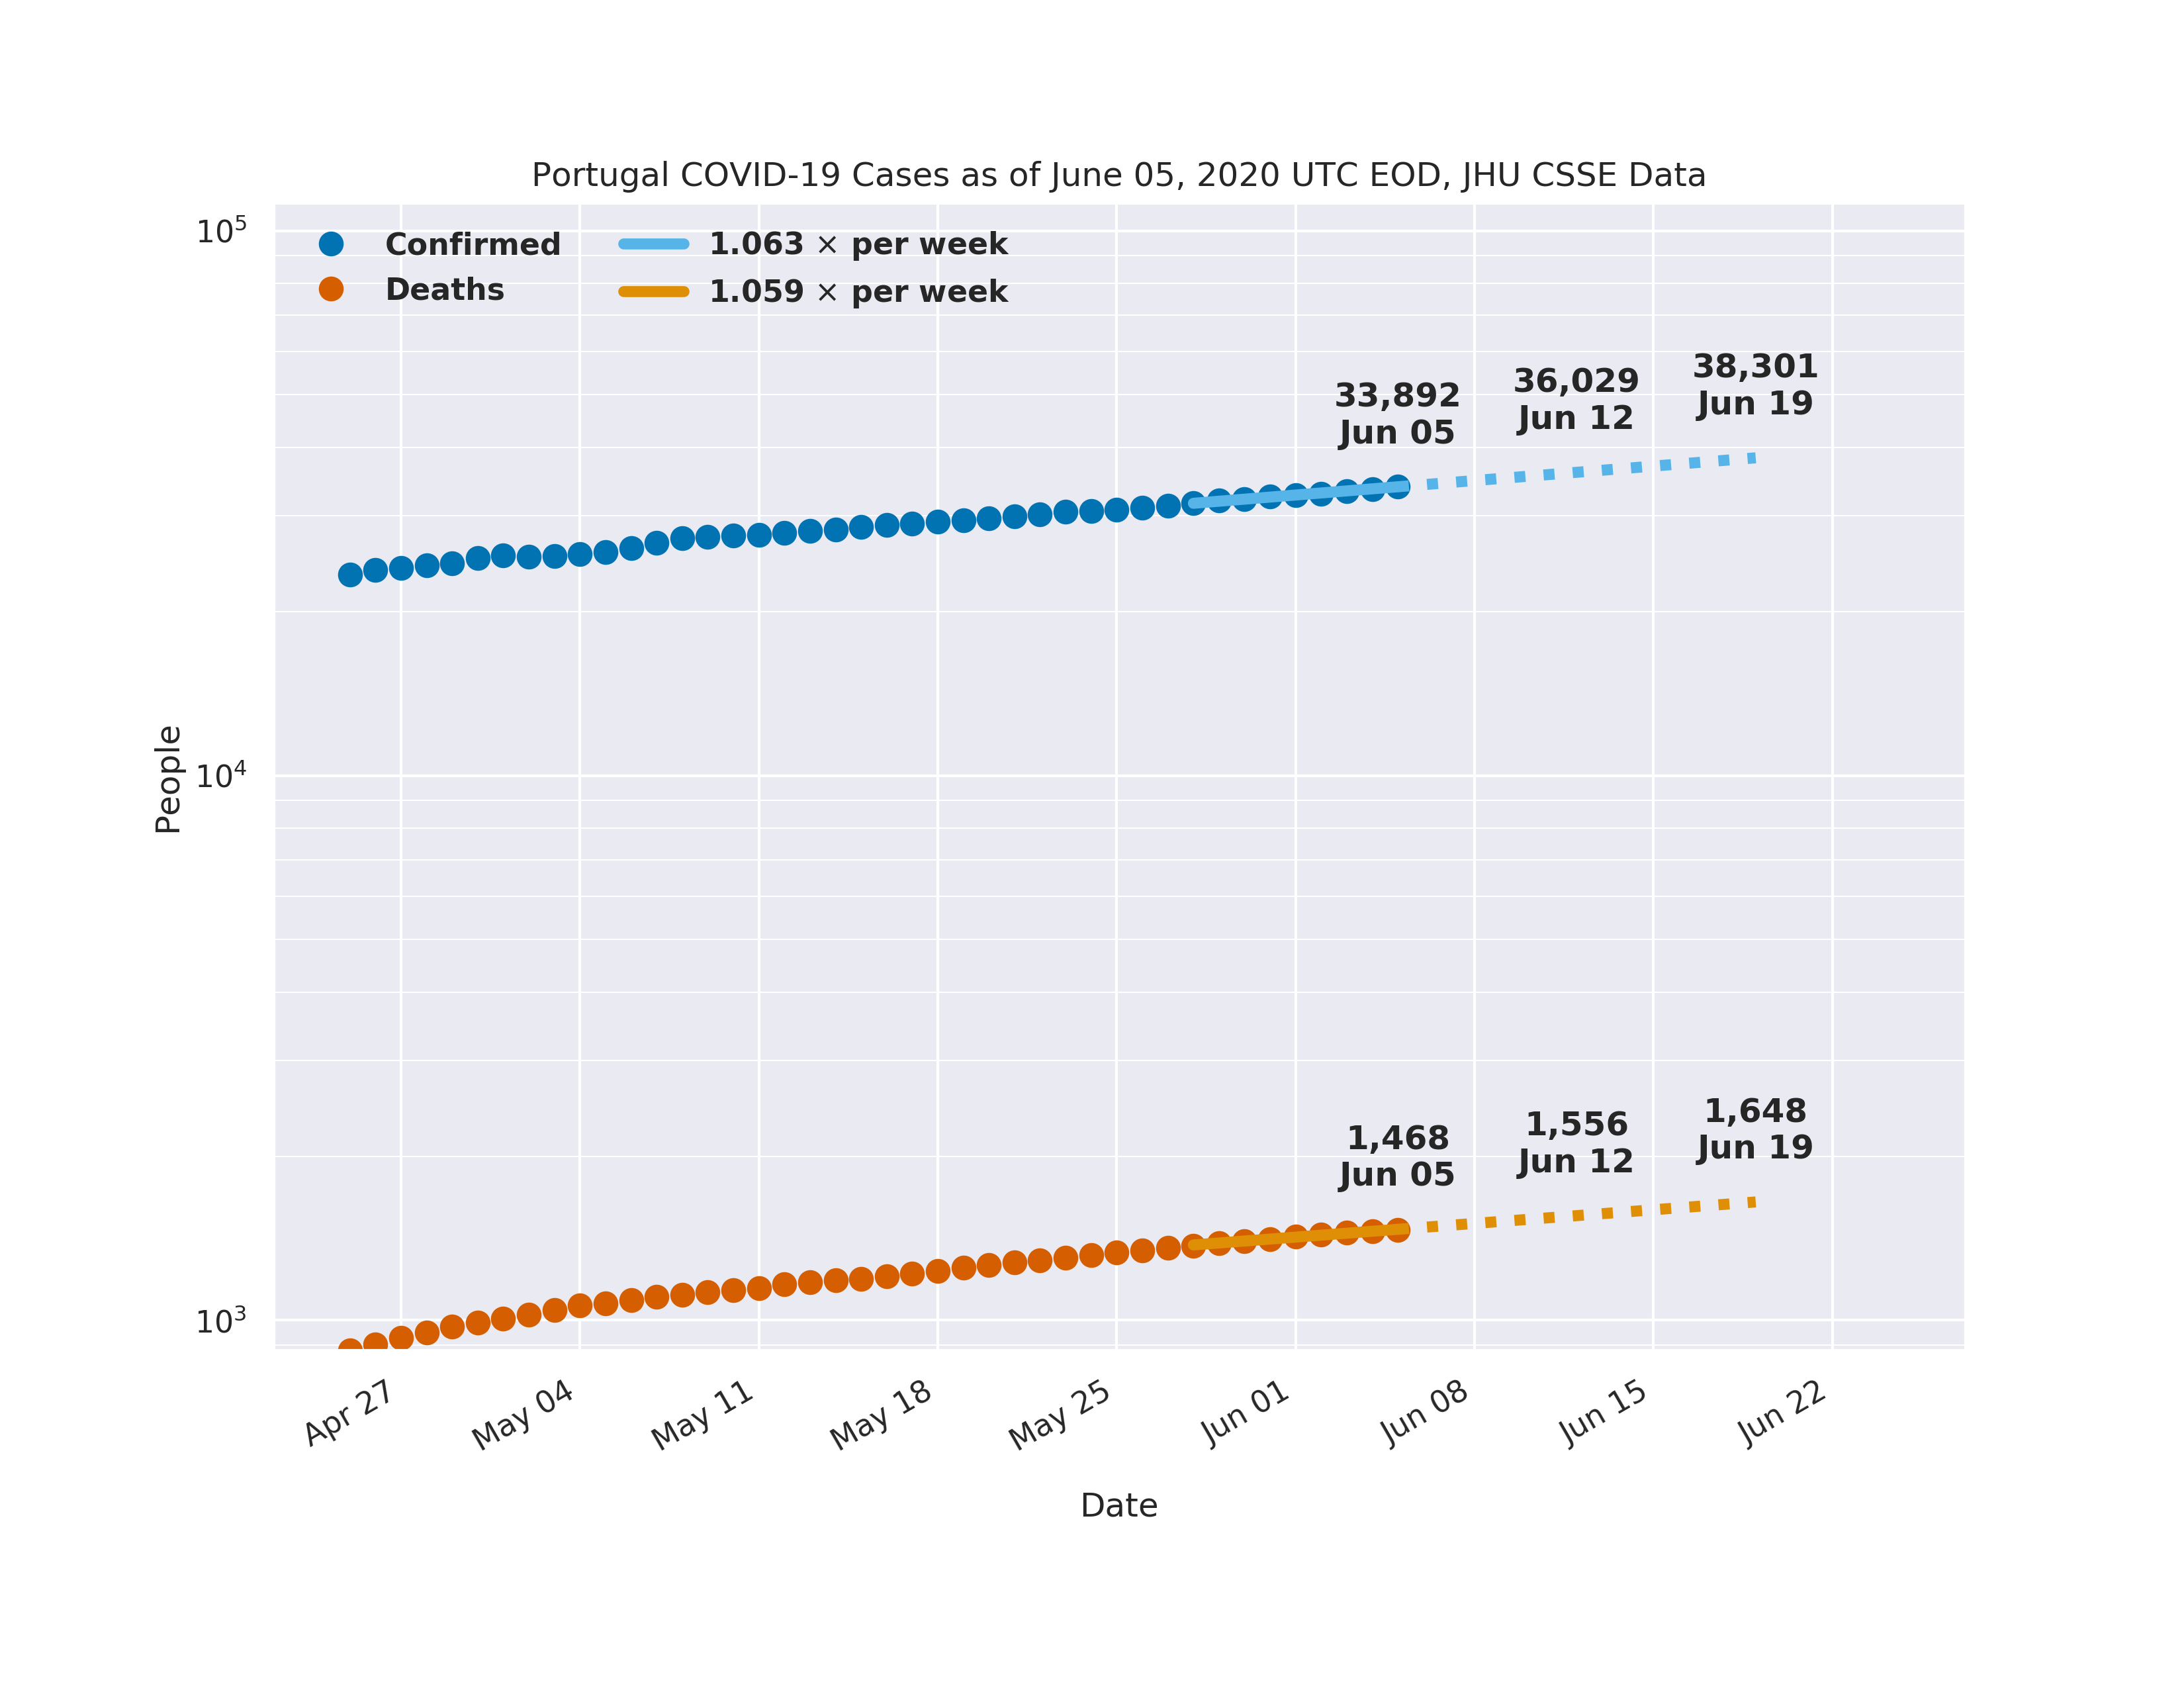 Portugal COVID-19 Cases as of June 05, 2020 UTC EOD, JHU CSSE Data
10⁵
Confirmed
Deaths
1.063 × per week
1.059 × per week
33,892
Jun 05
36,029
Jun 12
38,301
Jun 19
People
10⁴
1,468
Jun 05
1,556
Jun 12
1,648
Jun 19
10³
Apr 27
May 04
May 11
May 18
May 25
Jun 01
Jun 08
Jun 15
Jun 22
Date